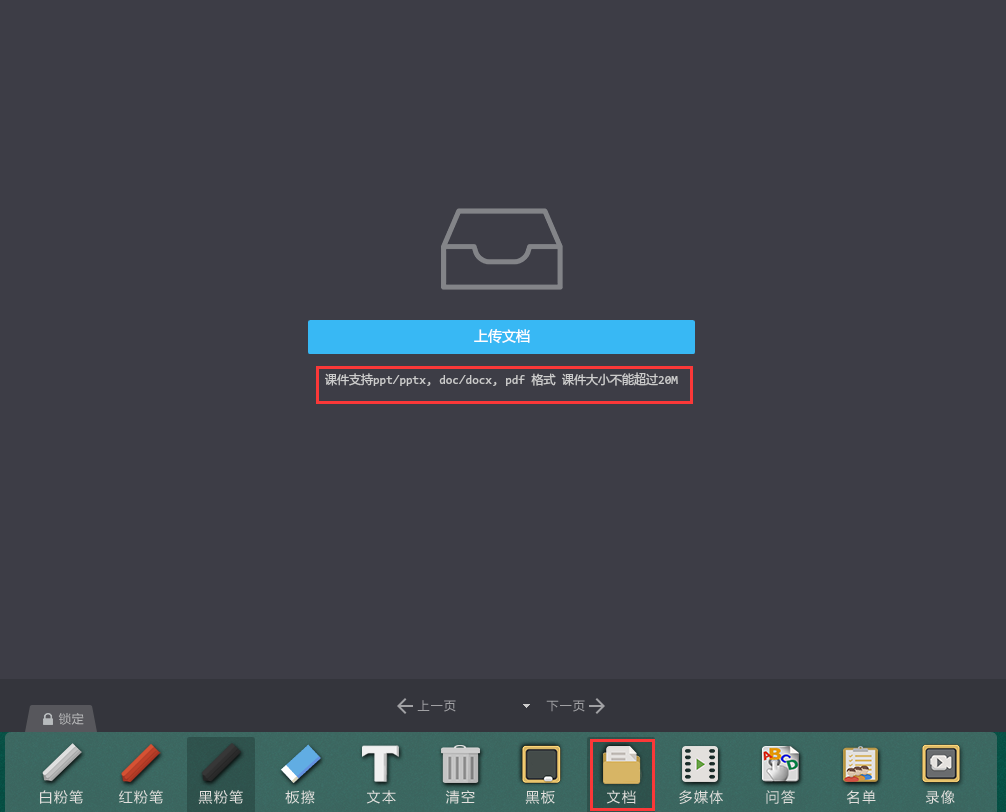 上传文档
课件支持ppt/pptx, doc/docx, pdf 格式 课件大小不能超过20M
锁定
上一页
下一页
白粉笔 红粉笔 黑粉笔 板擦 文本 清空 黑板 文档 多媒体 问答 名单 录像